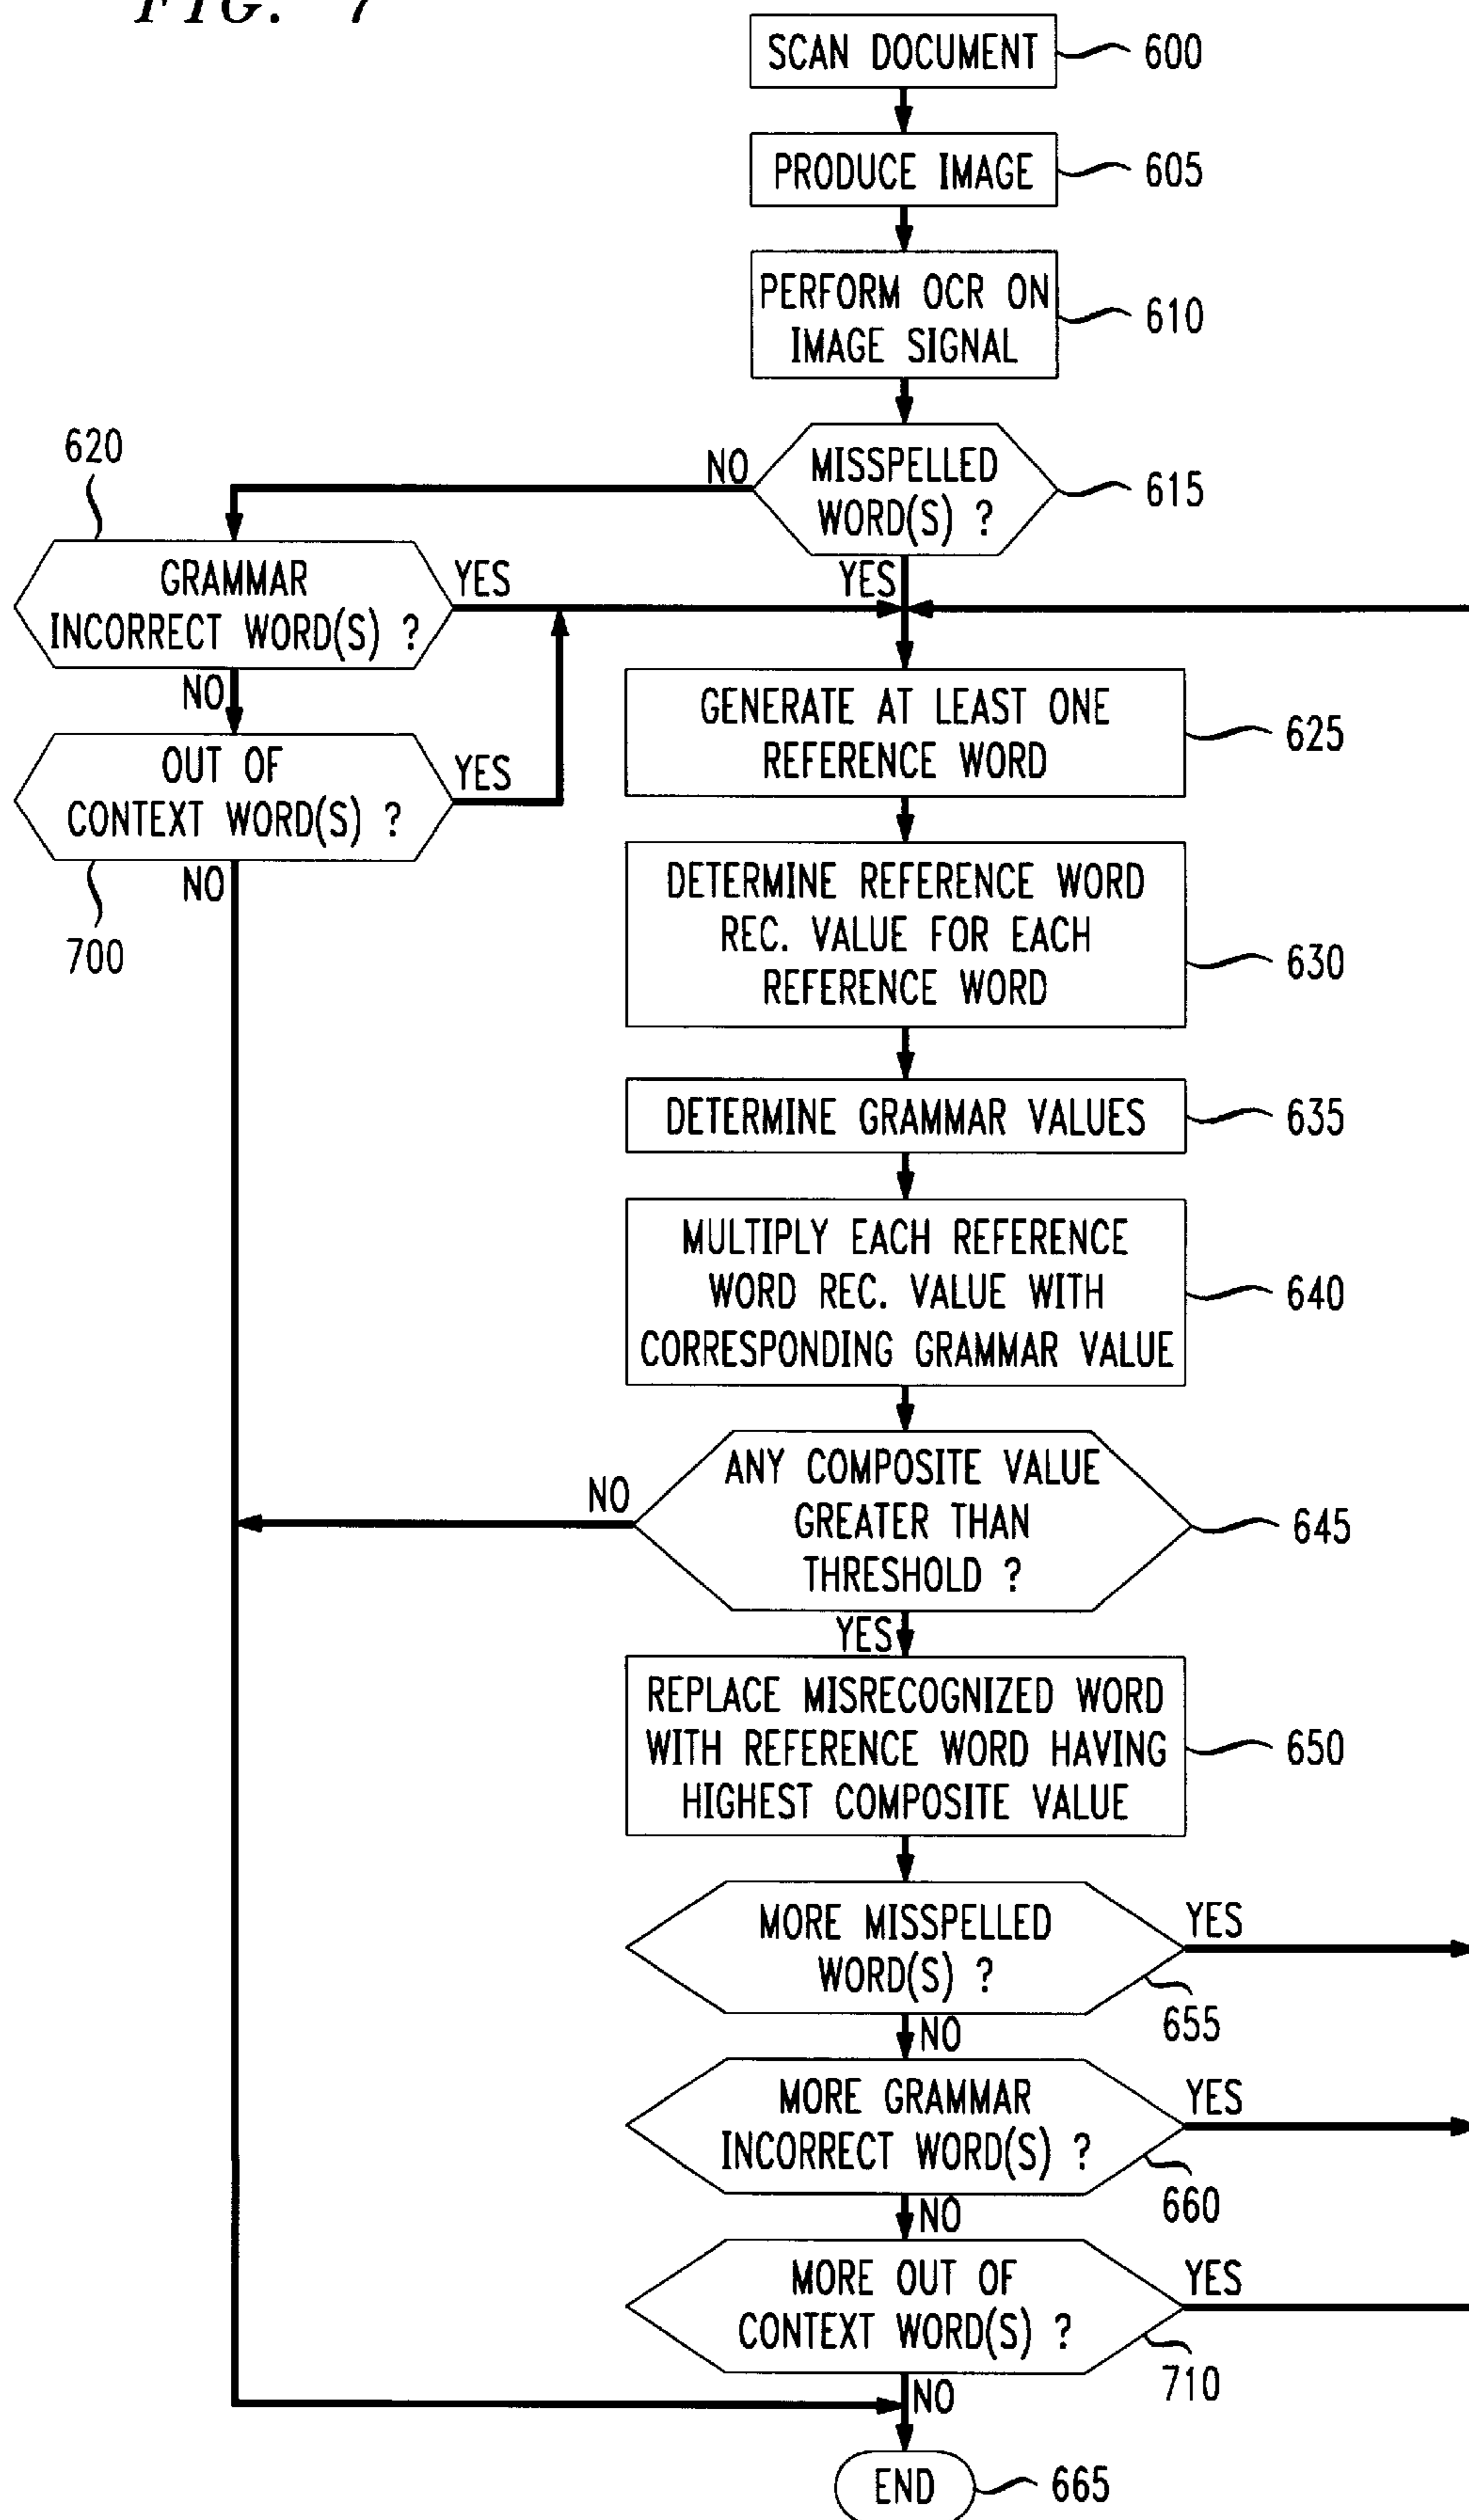 FIG. 7
SCAN DOCUMENT
600
PRODUCE IMAGE
605
PERFORM OCR ON
IMAGE SIGNAL
610
MISSPELLED
WORD(S) ?
615
NO
YES
620
GRAMMAR
INCORRECT WORD(S) ?
YES
NO
OUT OF
CONTEXT WORD(S) ?
YES
NO
700
GENERATE AT LEAST ONE
REFERENCE WORD
625
DETERMINE REFERENCE WORD
REC. VALUE FOR EACH
REFERENCE WORD
630
DETERMINE GRAMMAR VALUES
635
MULTIPLY EACH REFERENCE
WORD REC. VALUE WITH
CORRESPONDING GRAMMAR VALUE
640
ANY COMPOSITE VALUE
GREATER THAN
THRESHOLD ?
645
NO
YES
REPLACE MISRECOGNIZED WORD
WITH REFERENCE WORD HAVING
HIGHEST COMPOSITE VALUE
650
MORE MISSPELLED
WORD(S) ?
YES
655
NO
MORE GRAMMAR
INCORRECT WORD(S) ?
YES
660
NO
MORE OUT OF
CONTEXT WORD(S) ?
YES
710
NO
END
665